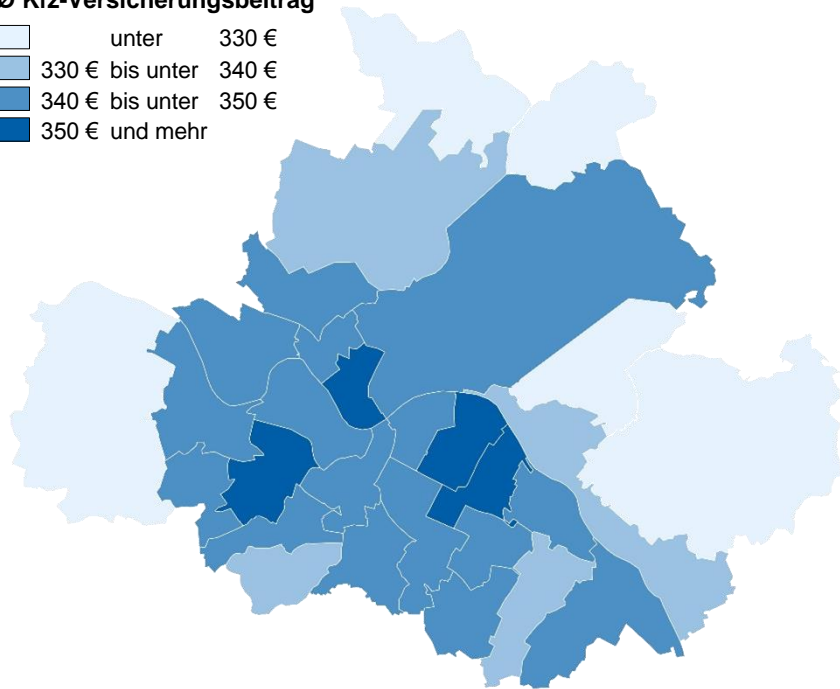 Ø Kfz-Versicherungsbeitrag
unter 330 €
330 € bis unter 340 €
340 € bis unter 350 €
350 € und mehr